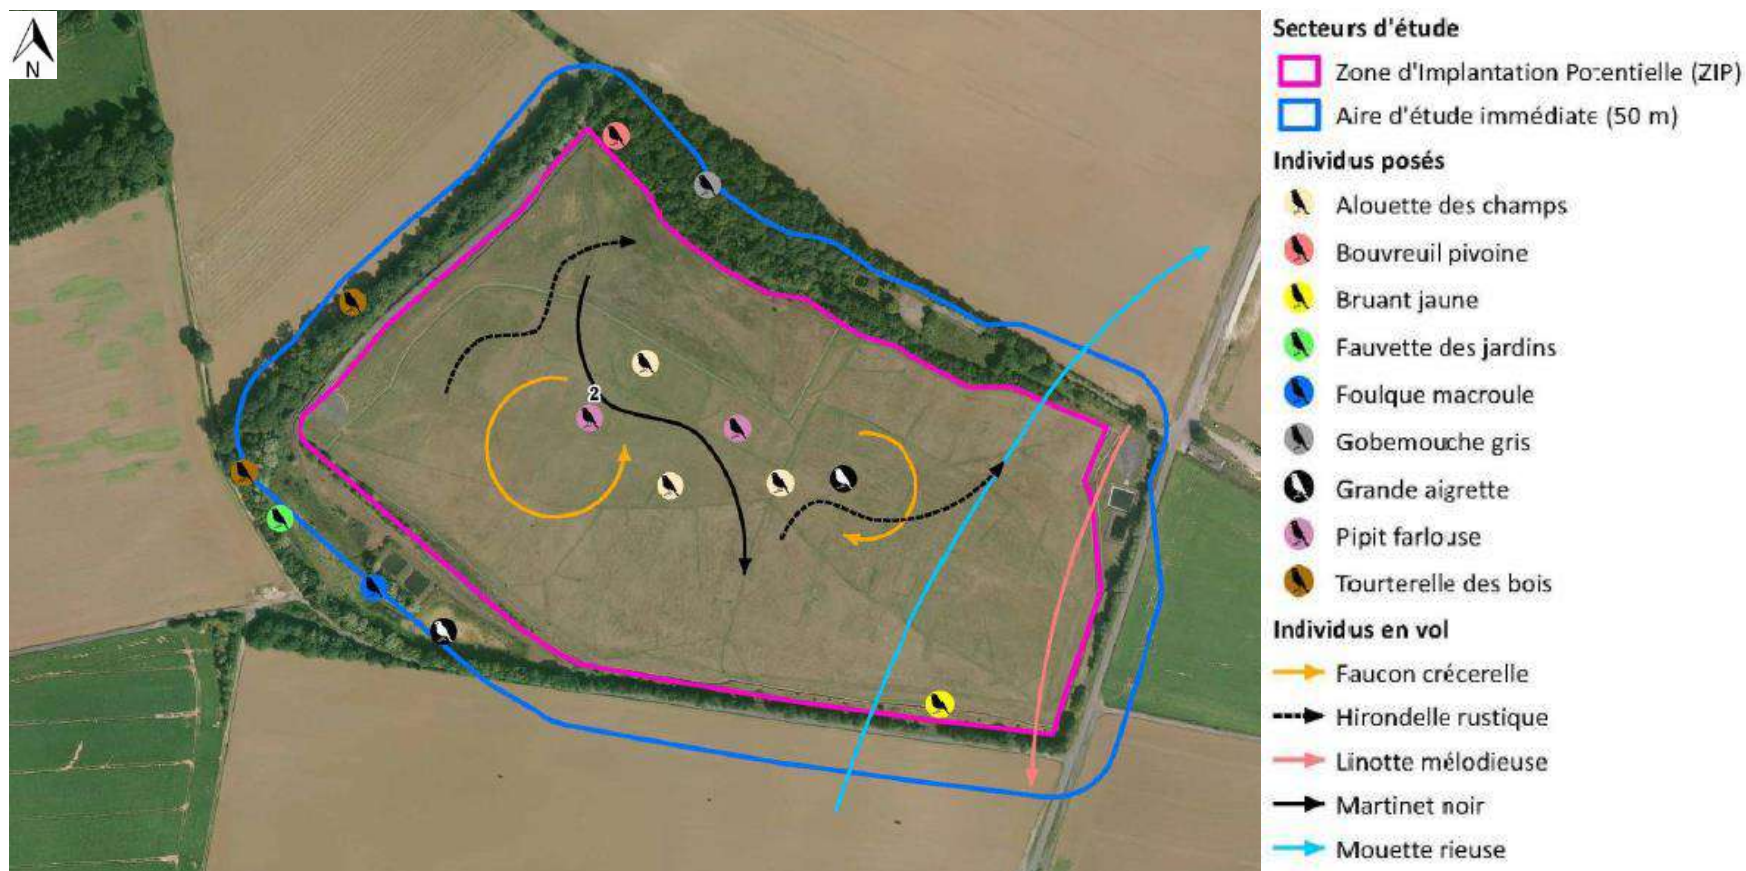 N
2
Secteurs d'étude
Zone d'Implantation Potentielle (ZIP)
Aire d'étude immédiate (50 m)
Individus posés
Alouette des champs
Bouvreuil pivoine
Bruant jaune
Fauvette des jardins
Foulque macroule
Gobemouche gris
Grande aigrette
Pipit farlouse
Tourterelle des bois
Individus en vol
Faucon crécerelle
Hirondelle rustique
Linotte mélodieuse
Martinet noir
Mouette rieuse